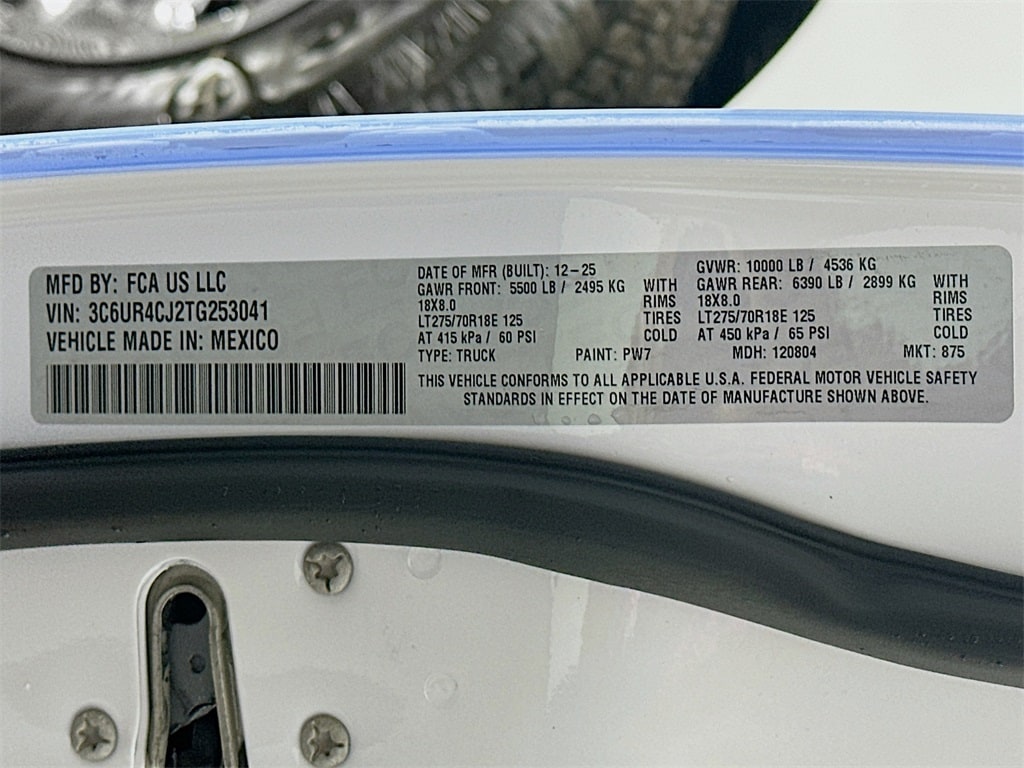 MFD BY: FCA US LLC
VIN: 3C6UR4CJ2TG253041
VEHICLE MADE IN: MEXICO
DATE OF MFR (BUILT): 12-25
GAWR FRONT: 5500 LB / 2495 KG WITH
18X8.0 RIMS
LT275/70R18E 125 TIRES
AT 415 kPa / 60 PSI COLD
GVWR: 10000 LB / 4536 KG
GAWR REAR: 6390 LB / 2899 KG WITH
18X8.0 RIMS
LT275/70R18E 125 TIRES
AT 450 kPa / 65 PSI COLD
TYPE: TRUCK PAINT: PW7 MDH: 120804 MKT: 875
THIS VEHICLE CONFORMS TO ALL APPLICABLE U.S.A. FEDERAL MOTOR VEHICLE SAFETY
STANDARDS IN EFFECT ON THE DATE OF MANUFACTURE SHOWN ABOVE.